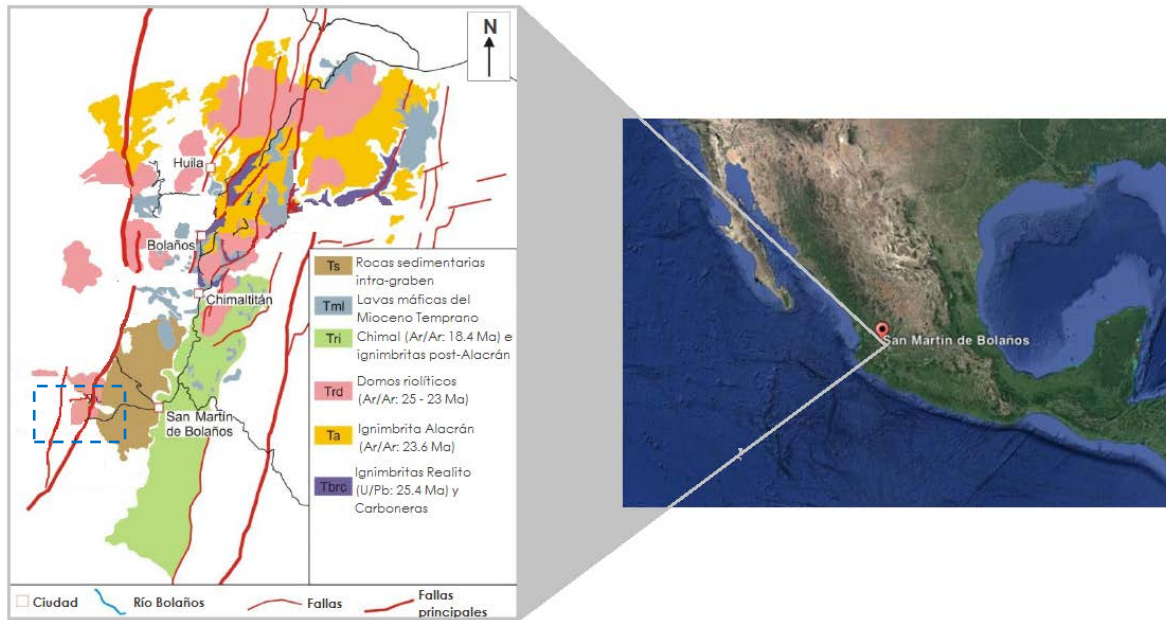 N
Huila
Bolaños
Chimaltitán
San Martín
de Bolaños
Ts Rocas sedimentarias
intra-graben
Tml Lavas máficas del
Mioceno Temprano
Tri Chimal (Ar/Ar: 18.4 Ma) e
ignimbritas post-Alacrán
Trd Domos riolíticos
(Ar/Ar: 25 - 23 Ma)
Ta Ignimbrita Alacrán
(Ar/Ar: 23.6 Ma)
Tbrc Ignimbritas Realito
(U/Pb: 25.4 Ma) y
Carboneras
Ciudad
Río Bolaños
Fallas
Fallas
principales
San Martín de Bolaños